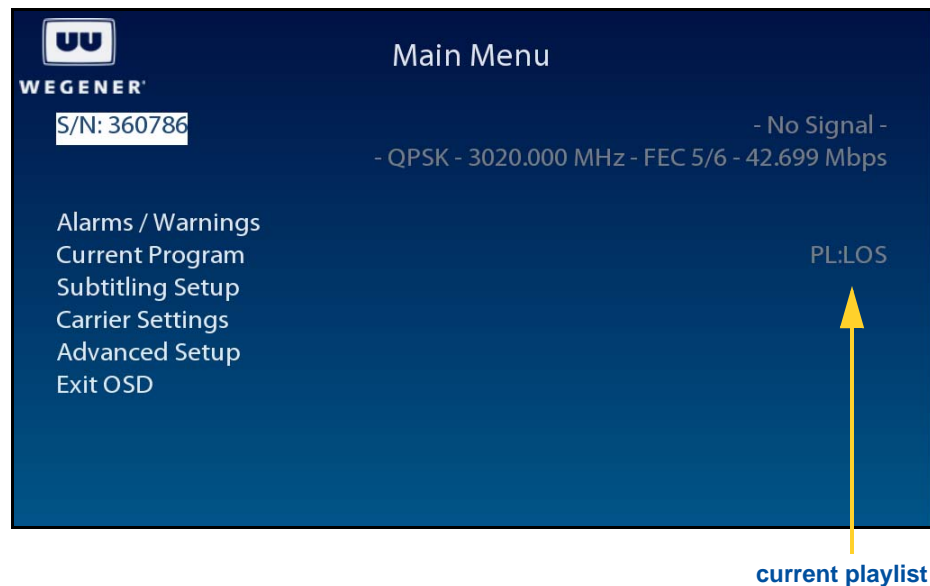 UU
WEGENER
Main Menu
S/N: 360786
- No Signal -
- QPSK - 3020.000 MHz - FEC 5/6 - 42.699 Mbps
Alarms / Warnings
Current Program
PL:LOS
Subtitling Setup
Carrier Settings
Advanced Setup
Exit OSD
current playlist